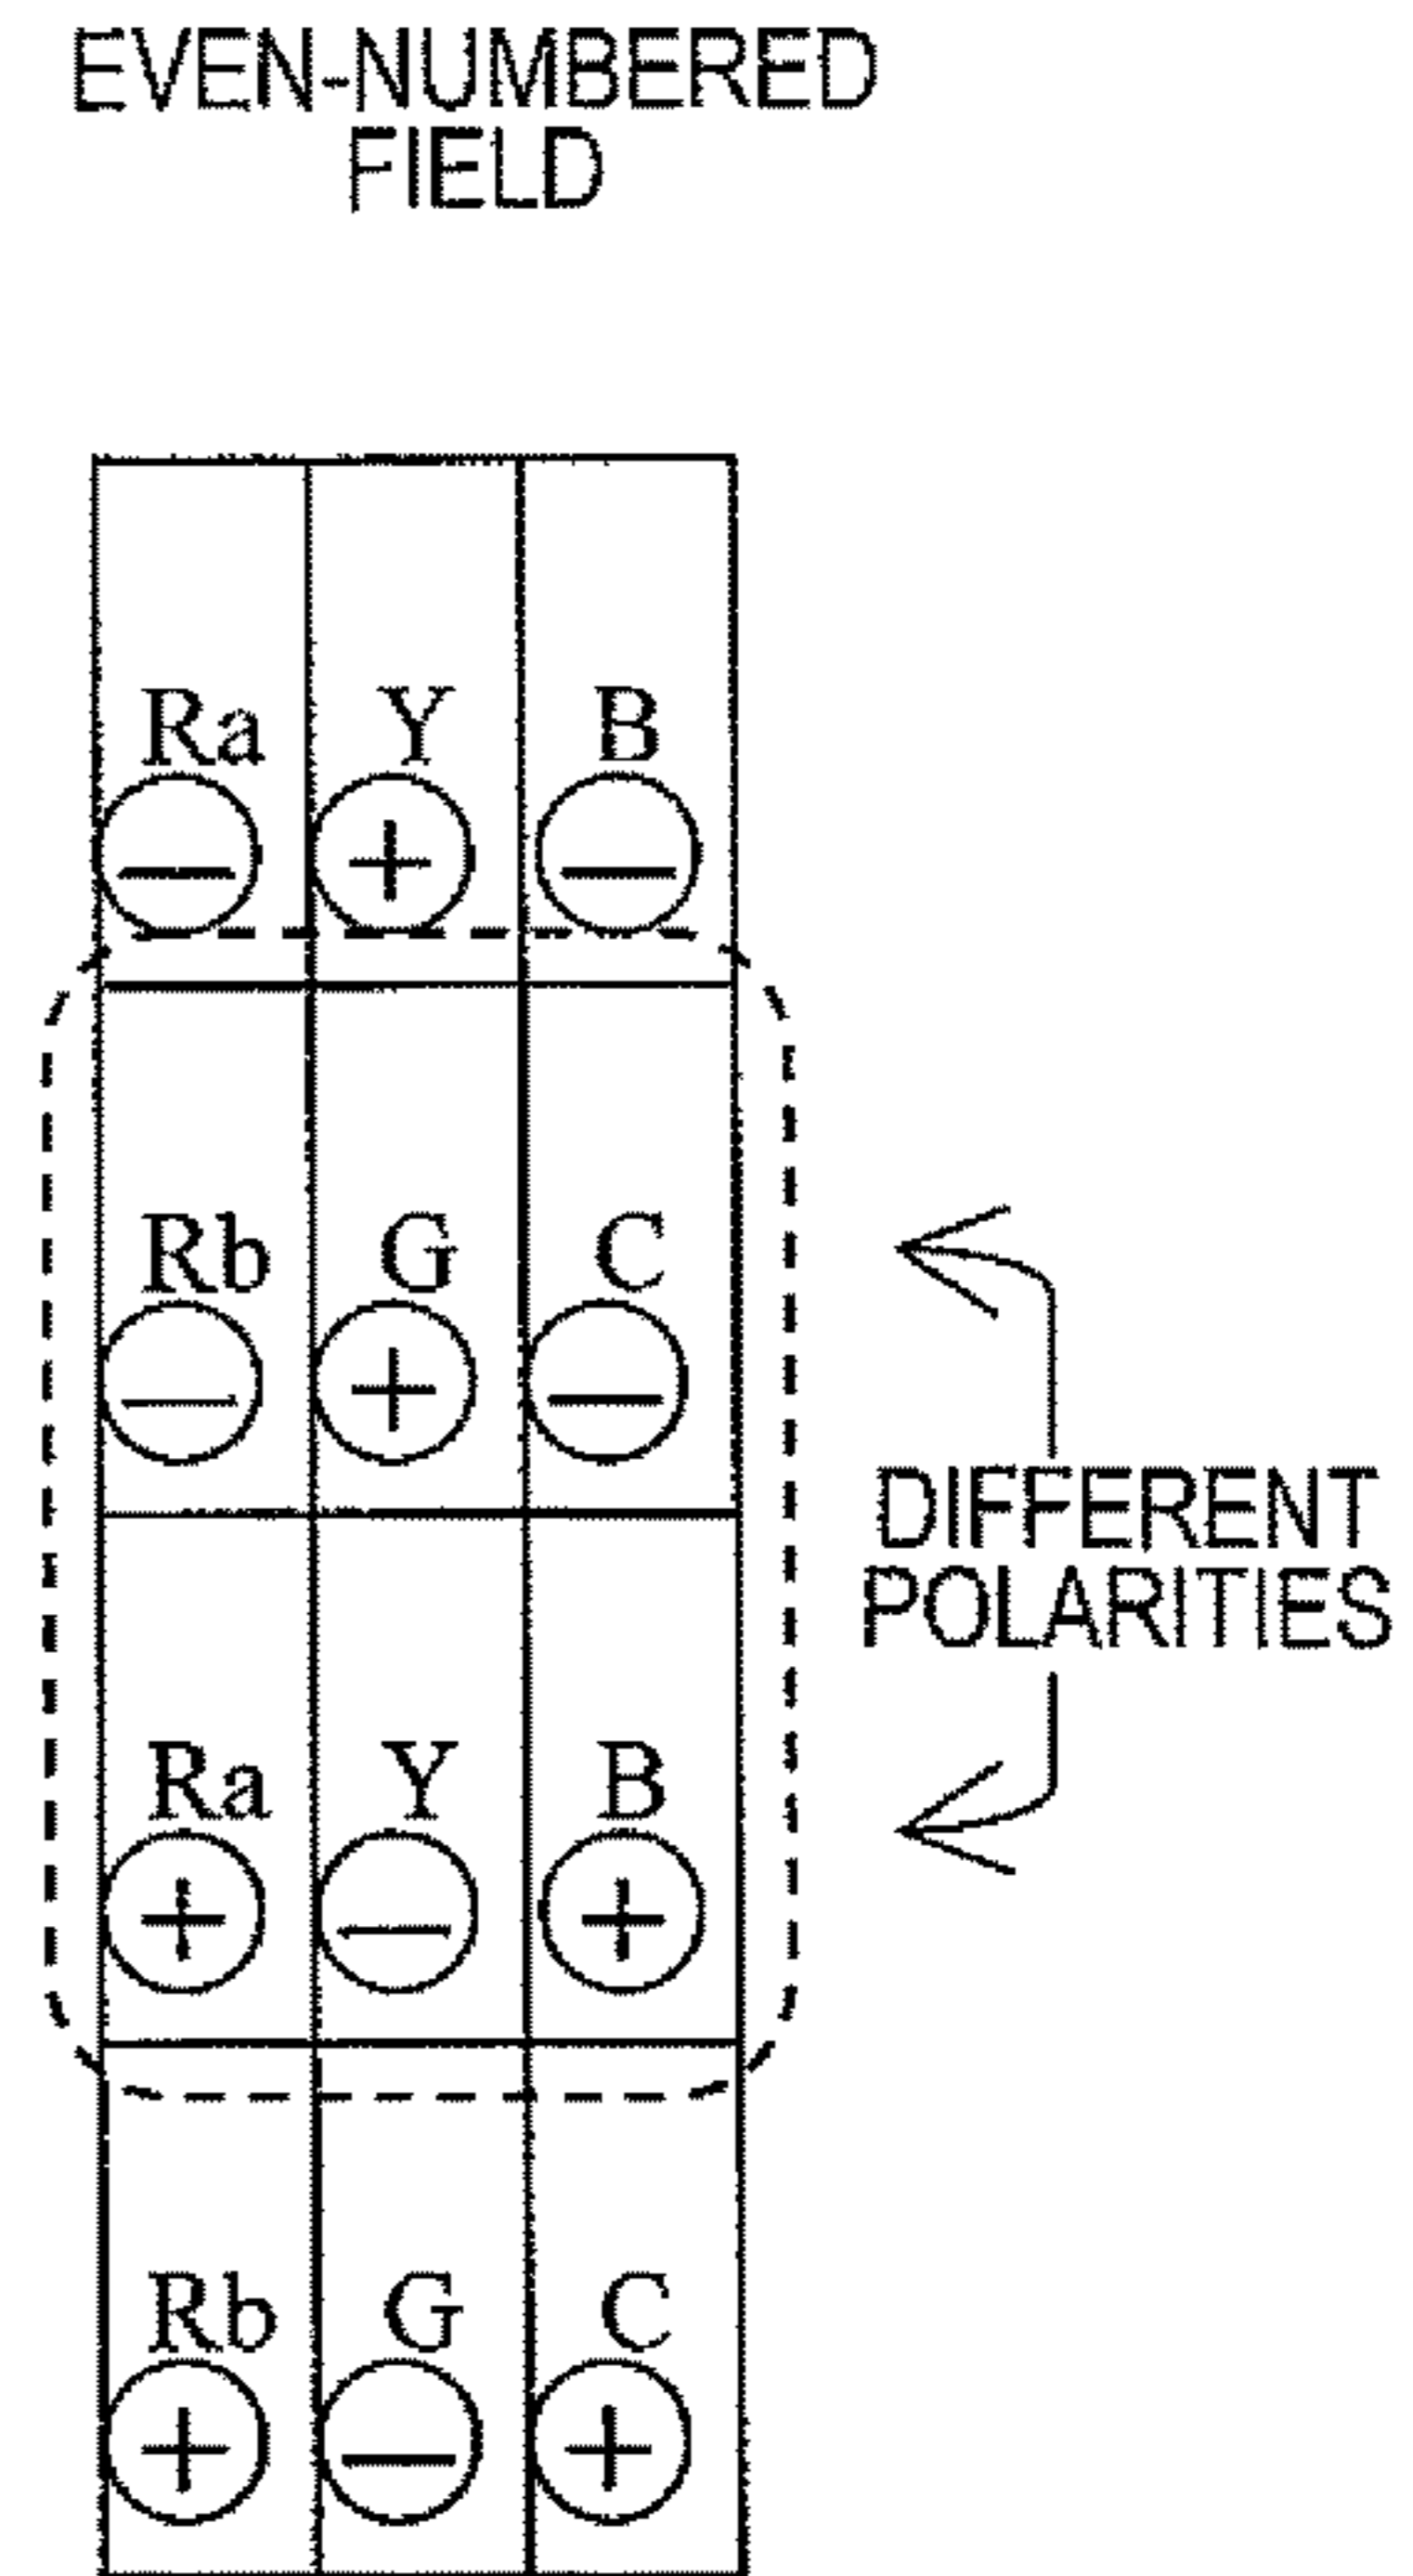 EVEN-NUMBERED
FIELD
Ra Y B
− + −
Rb G C
− + −
DIFFERENT
POLARITIES
Ra Y B
+ − +
Rb G C
+ − +